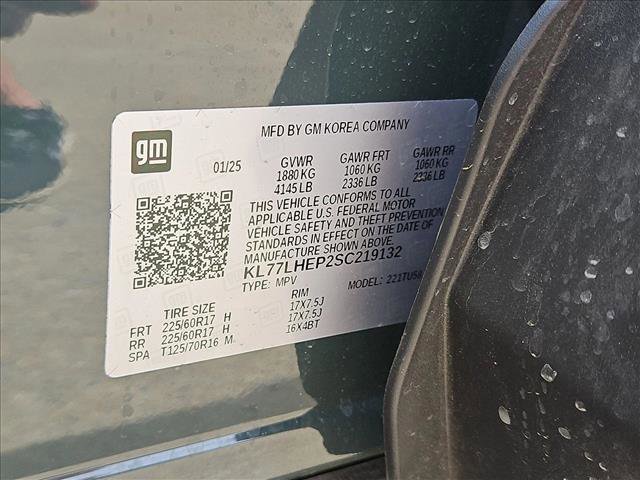 MFD BY GM KOREA COMPANY
gm
01/25 GVWR GAWR FRT GAWR RR
1880 KG 1060 KG 1060 KG
4145 LB 2336 LB 2336 LB
THIS VEHICLE CONFORMS TO ALL
APPLICABLE U.S. FEDERAL MOTOR
VEHICLE SAFETY AND THEFT PREVENTION
STANDARDS IN EFFECT ON THE DATE OF
MANUFACTURE SHOWN ABOVE.
KL77LHEP2SC219132
TYPE: MPV MODEL: 221TU58
TIRE SIZE RIM
FRT 225/60R17 H 17X7.5J
RR 225/60R17 H 17X7.5J
SPA T125/70R16 M 16X4BT